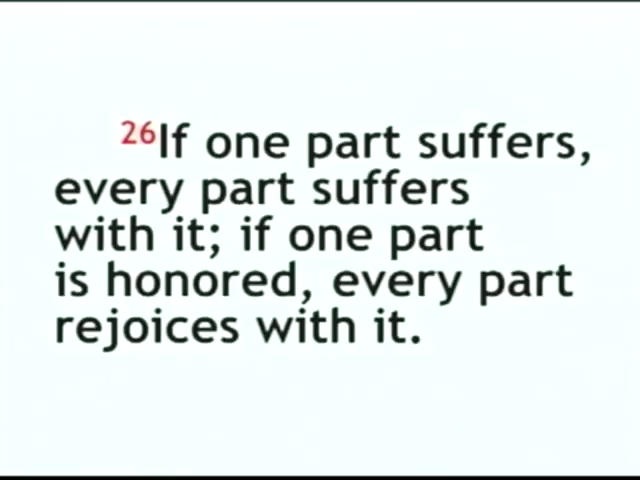 26If one part suffers,
every part suffers
with it; if one part
is honored, every part
rejoices with it.